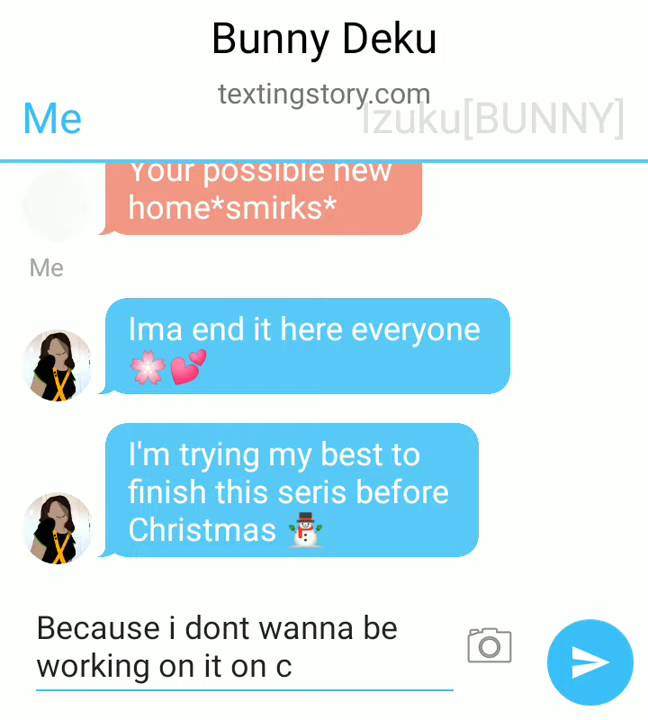 Bunny Deku
textingstory.com
Me
Izuku[BUNNY]
Your possible new
home*smirks*
Me
Ima end it here everyone
🌸💕
I'm trying my best to
finish this seris before
Christmas ⛄
Because i dont wanna be
working on it on c